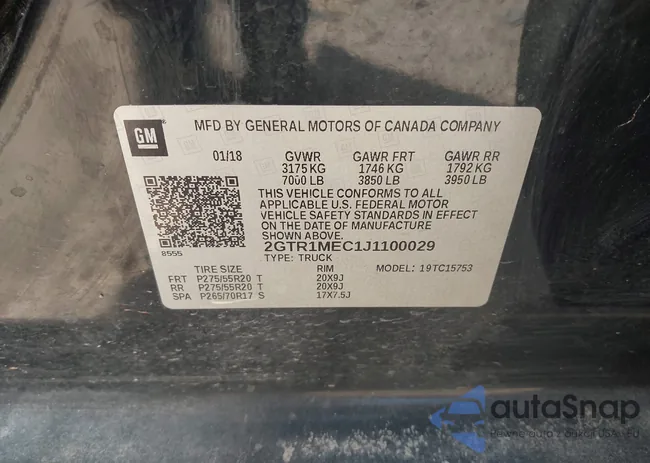 GM
MFD BY GENERAL MOTORS OF CANADA COMPANY
01/18 GVWR GAWR FRT GAWR RR
3175 KG 1746 KG 1792 KG
7000 LB 3850 LB 3950 LB
THIS VEHICLE CONFORMS TO ALL
APPLICABLE U.S. FEDERAL MOTOR
VEHICLE SAFETY STANDARDS IN EFFECT
ON THE DATE OF MANUFACTURE
SHOWN ABOVE.
8555
2GTR1MEC1J1100029
TYPE: TRUCK
TIRE SIZE RIM MODEL: 19TC15753
FRT P275/55R20 T 20X9J
RR P275/55R20 T 20X9J
SPA P265/70R17 S 17X7.5J
autaSnap